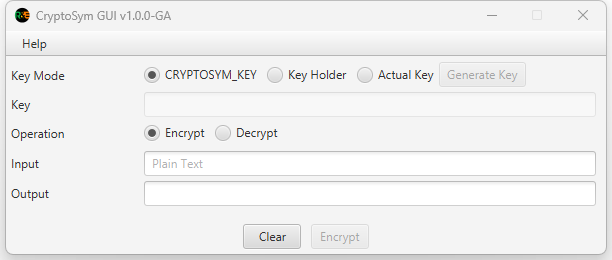 CryptoSym GUI v1.0.0-GA
Help
Key Mode CRYPTOSYM_KEY Key Holder Actual Key Generate Key
Key
Operation Encrypt Decrypt
Input Plain Text
Output
Clear Encrypt